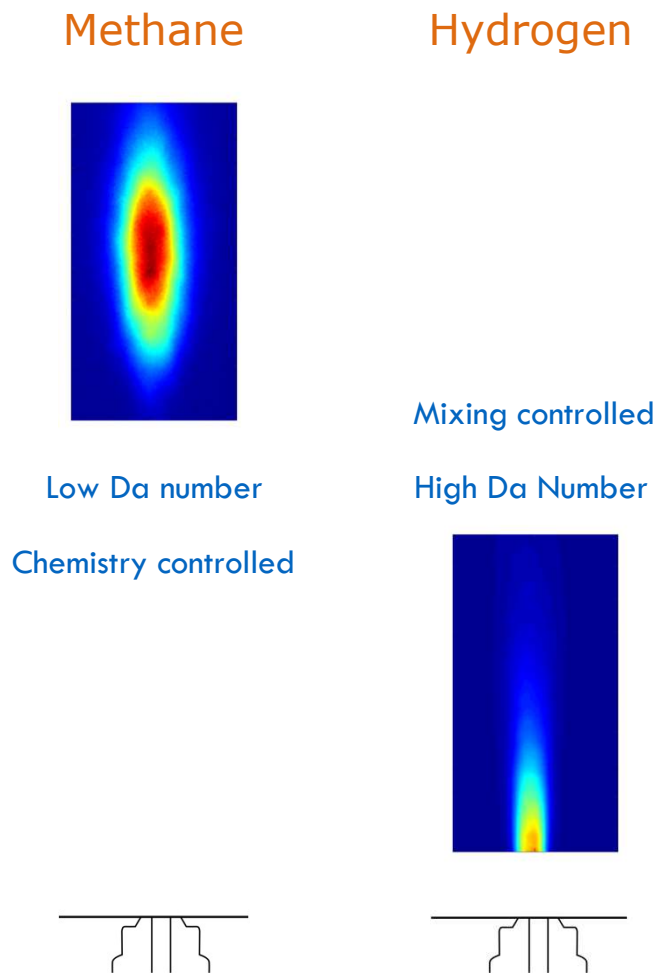 Methane
Hydrogen
Mixing controlled
Low Da number
High Da Number
Chemistry controlled